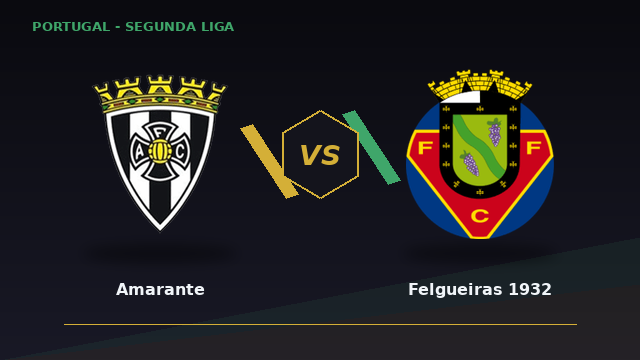 PORTUGAL - SEGUNDA LIGA
F
A C
VS
F F
C
Amarante
Felgueiras 1932